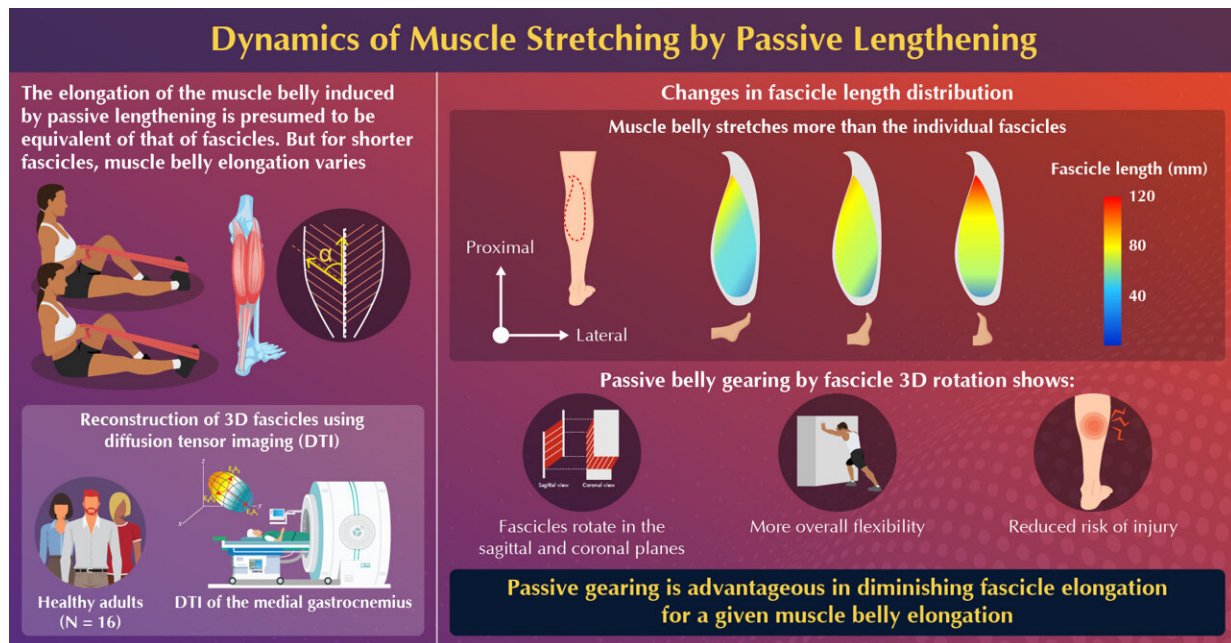 Dynamics of Muscle Stretching by Passive Lengthening
The elongation of the muscle belly induced
by passive lengthening is presumed to be
equivalent of that of fascicles. But for shorter
fascicles, muscle belly elongation varies
α
Reconstruction of 3D fascicles using
diffusion tensor imaging (DTI)
z
x
y
Healthy adults
(N = 16)
DTI of the medial gastrocnemius
Changes in fascicle length distribution
Muscle belly stretches more than the individual fascicles
Proximal
Lateral
Fascicle length (mm)
120
80
40
Passive belly gearing by fascicle 3D rotation shows:
Sagittal view
Coronal view
Fascicles rotate in the
sagittal and coronal planes
More overall flexibility
Reduced risk of injury
Passive gearing is advantageous in diminishing fascicle elongation
for a given muscle belly elongation